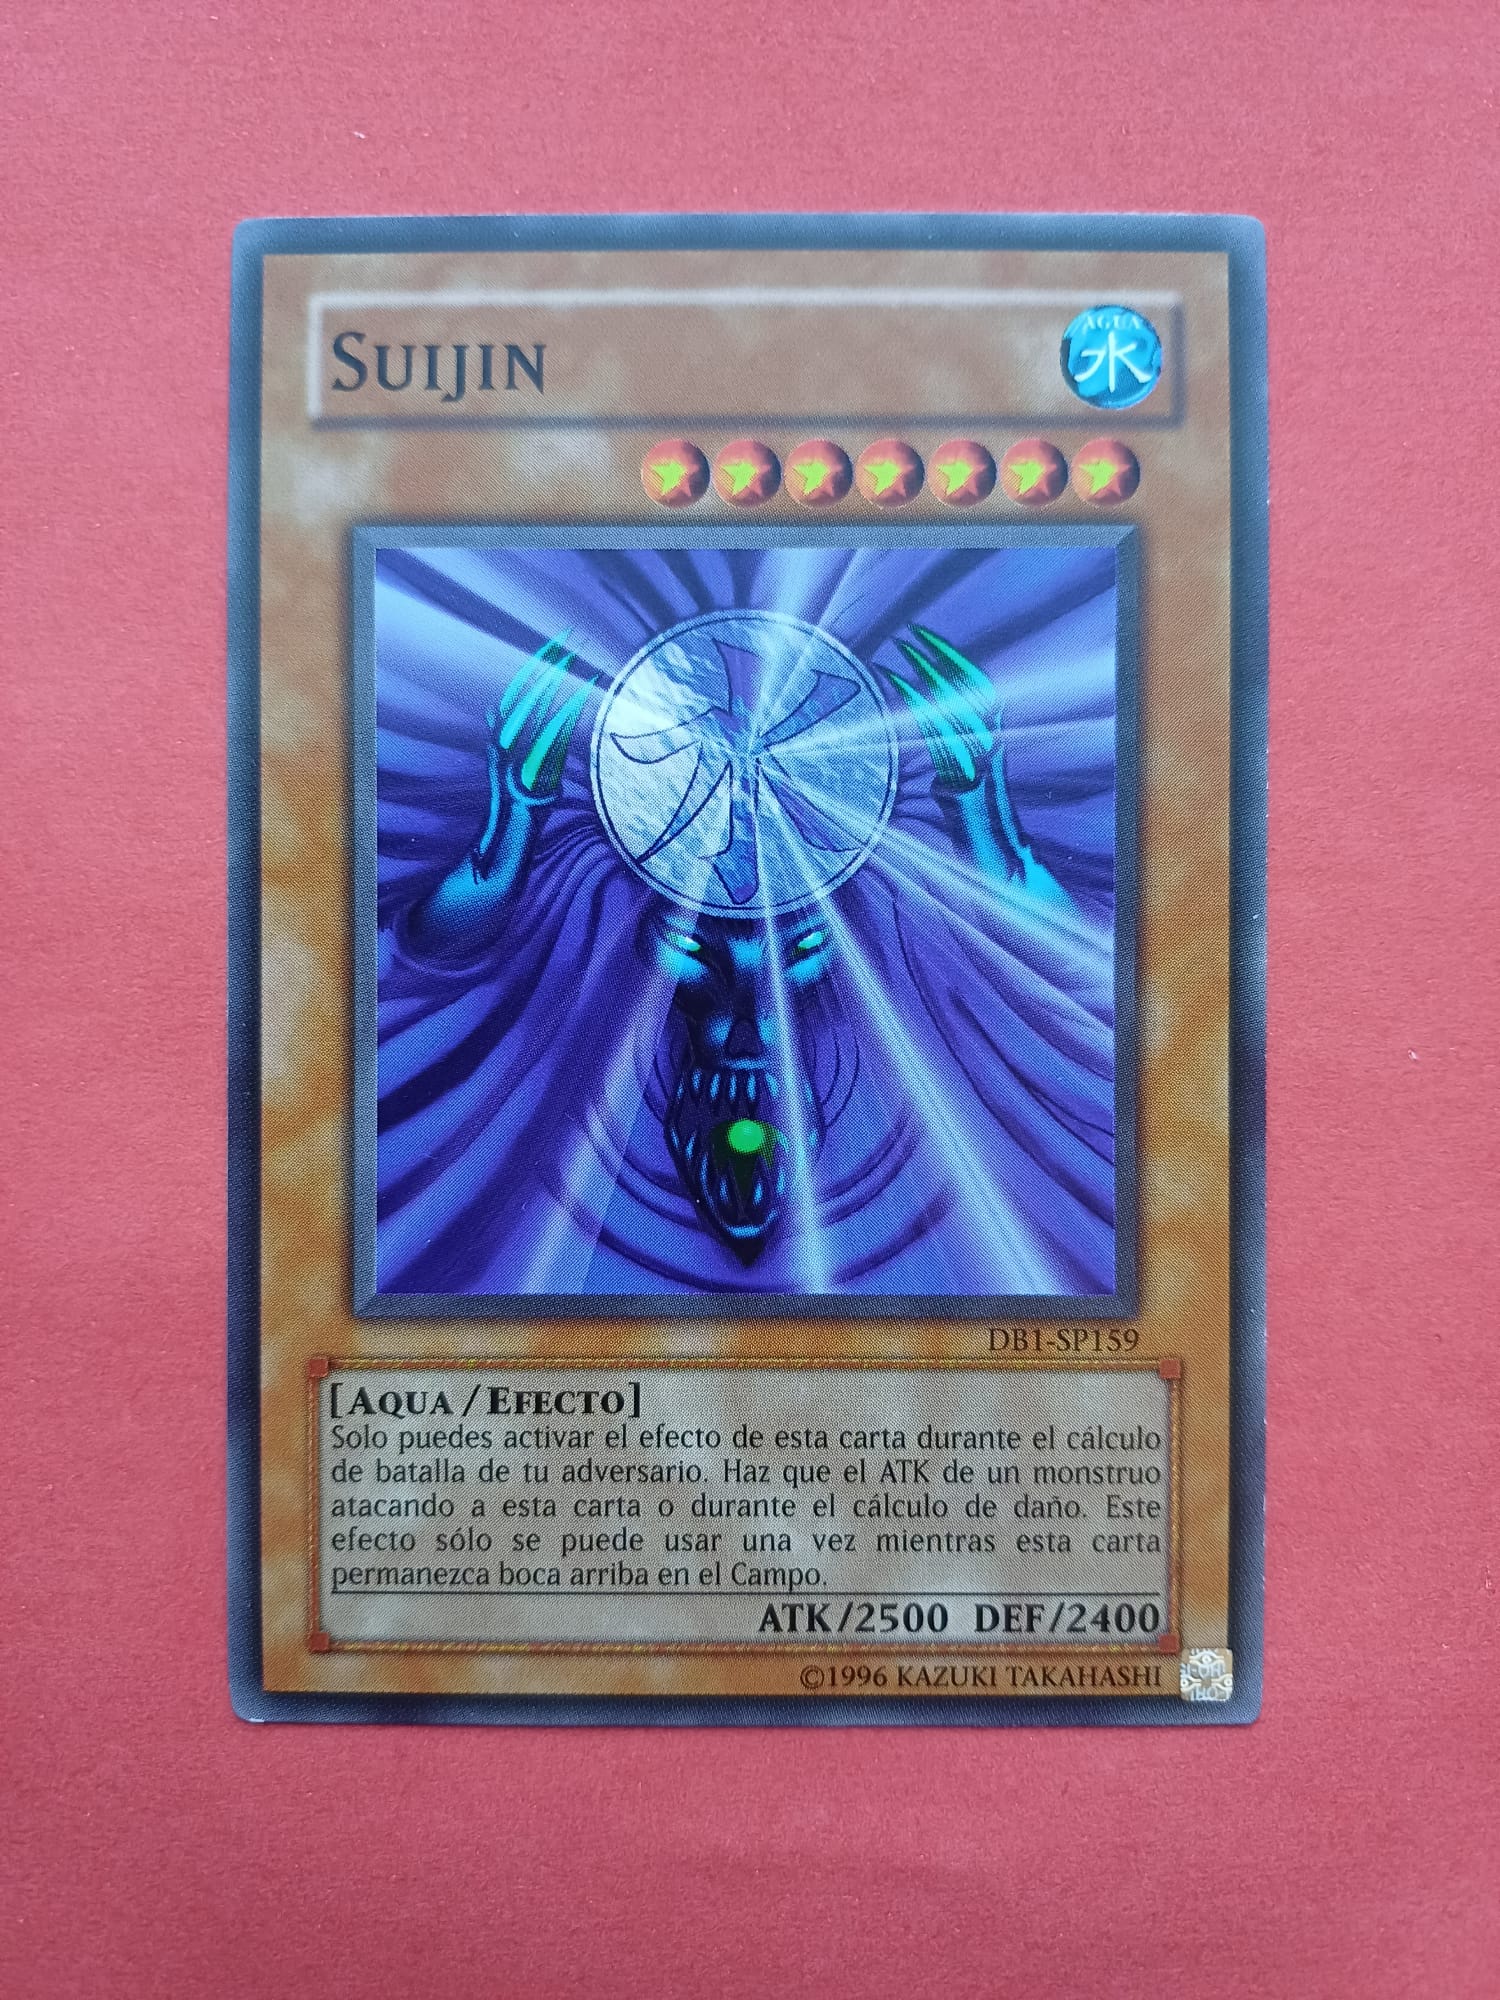 SUIJIN
AGUA
水
水
DB1-SP159
[AQUA / EFECTO]
Solo puedes activar el efecto de esta carta durante el cálculo
de batalla de tu adversario. Haz que el ATK de un monstruo
atacando a esta carta o durante el cálculo de daño. Este
efecto sólo se puede usar una vez mientras esta carta
permanezca boca arriba en el Campo.
ATK/2500 DEF/2400
©1996 KAZUKI TAKAHASHI